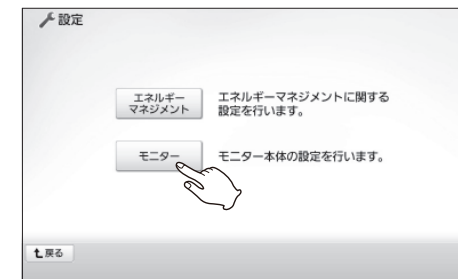 設定
エネルギー
マネジメント
エネルギーマネジメントに関する
設定を行います。
モニター
モニター本体の設定を行います。
戻る